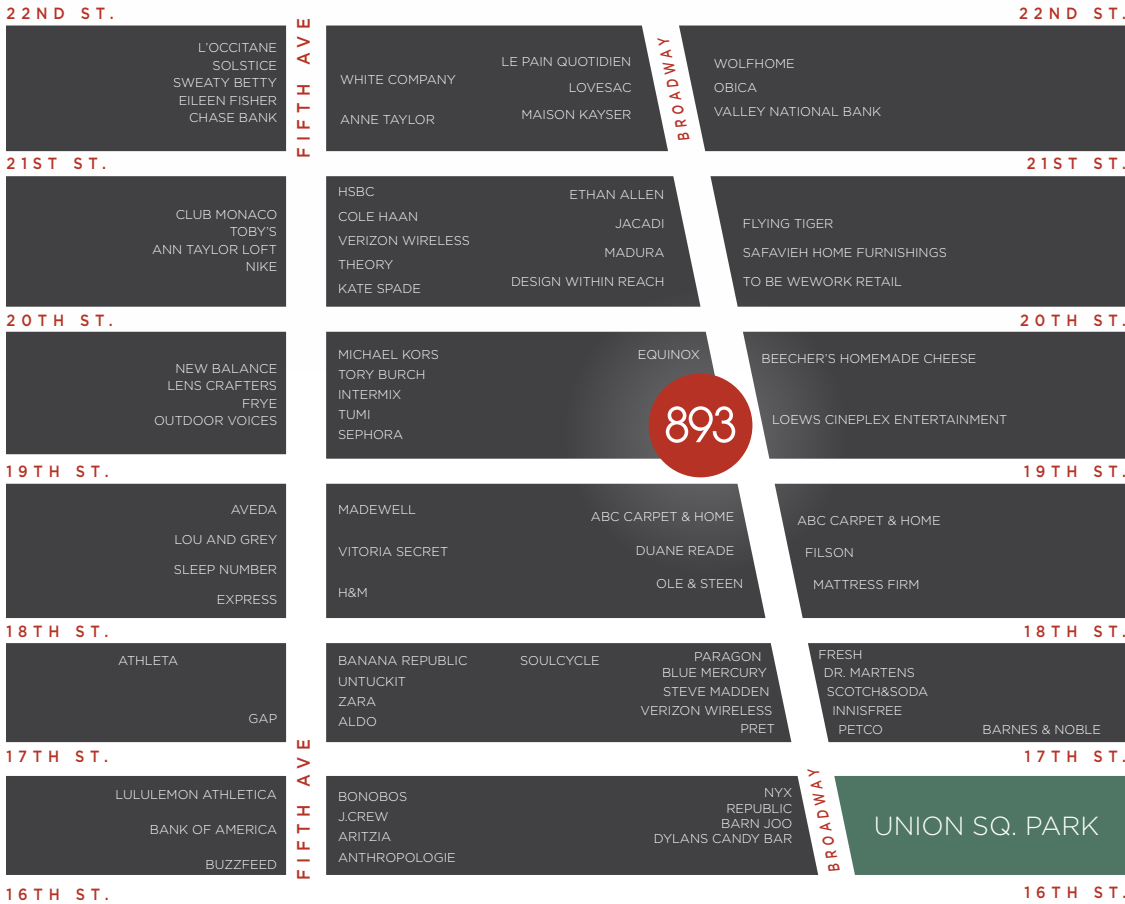 22ND ST.
22ND ST.
FIFTH AVE
BROADWAY
L'OCCITANE
SOLSTICE
SWEATY BETTY
EILEEN FISHER
CHASE BANK
WHITE COMPANY
ANNE TAYLOR
LE PAIN QUOTIDIEN
LOVESAC
MAISON KAYSER
WOLFHOME
OBICA
VALLEY NATIONAL BANK
21ST ST.
21ST ST.
CLUB MONACO
TOBY'S
ANN TAYLOR LOFT
NIKE
HSBC
COLE HAAN
VERIZON WIRELESS
THEORY
KATE SPADE
ETHAN ALLEN
JACADI
MADURA
DESIGN WITHIN REACH
FLYING TIGER
SAFAVIEH HOME FURNISHINGS
TO BE WEWORK RETAIL
20TH ST.
20TH ST.
NEW BALANCE
LENS CRAFTERS
FRYE
OUTDOOR VOICES
MICHAEL KORS
TORY BURCH
INTERMIX
TUMI
SEPHORA
EQUINOX
893
BEECHER'S HOMEMADE CHEESE
LOEWS CINEPLEX ENTERTAINMENT
19TH ST.
19TH ST.
AVEDA
LOU AND GREY
SLEEP NUMBER
EXPRESS
MADEWELL
VITORIA SECRET
H&M
ABC CARPET & HOME
DUANE READE
OLE & STEEN
ABC CARPET & HOME
FILSON
MATTRESS FIRM
18TH ST.
18TH ST.
ATHLETA
GAP
BANANA REPUBLIC
UNTUCKIT
ZARA
ALDO
SOULCYCLE
PARAGON
BLUE MERCURY
STEVE MADDEN
VERIZON WIRELESS
PRET
FRESH
DR. MARTENS
SCOTCH&SODA
INNISFREE
PETCO
BARNES & NOBLE
17TH ST.
17TH ST.
FIFTH AVE
BROADWAY
LULULEMON ATHLETICA
BANK OF AMERICA
BUZZFEED
BONOBOS
J.CREW
ARITZIA
ANTHROPOLOGIE
NYX
REPUBLIC
BARN JOO
DYLANS CANDY BAR
UNION SQ. PARK
16TH ST.
16TH ST.